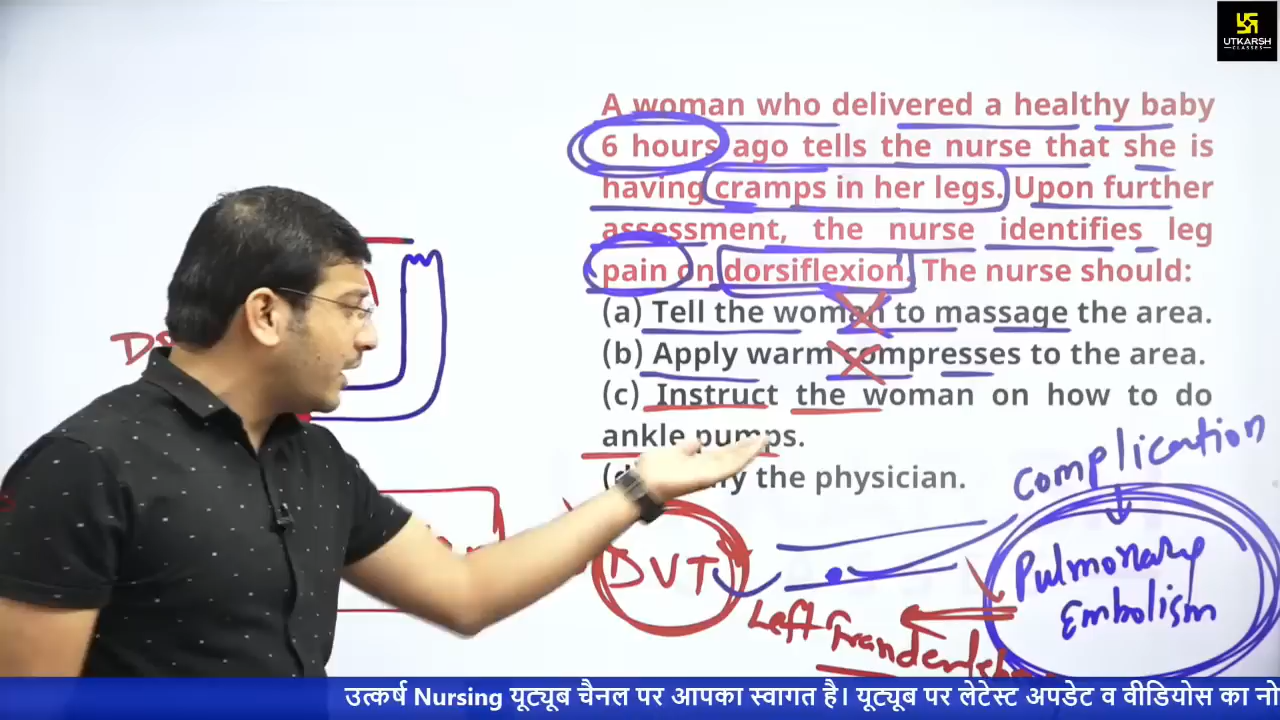 UTKARSH
CLASSES
A woman who delivered a healthy baby
6 hours ago tells the nurse that she is
having cramps in her legs. Upon further
assessment, the nurse identifies leg
pain on dorsiflexion. The nurse should:
(a) Tell the woman to massage the area.
(b) Apply warm compresses to the area.
(c) Instruct the woman on how to do
ankle pumps.
the physician.
complication
DVT
Pulmonary
Embolism
Left
उत्कर्ष Nursing यूट्यूब चैनल पर आपका स्वागत है। यूट्यूब पर लेटेस्ट अपडेट व वीडियोस का नो